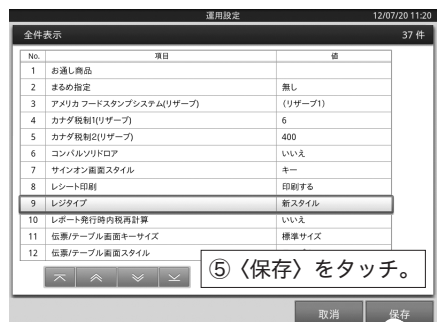 運用設定 12/07/20 11:20
全件表示 37 件
No. 項目 値
1 お通し商品
2 まるめ指定 無し
3 アメリカ フードスタンプシステム(リザーブ) (リザーブ1)
4 カナダ税制1(リザーブ) 6
5 カナダ税制2(リザーブ) 400
6 コンパルソリドロア いいえ
7 サインオン画面スタイル キー
8 レシート印刷 印刷する
9 レジタイプ 新スタイル
10 レポート発行時内税再計算 いいえ
11 伝票/テーブル画面キーサイズ 標準サイズ
12 伝票/テーブル画面スタイル
⑤〈保存〉をタッチ。
取消 保存